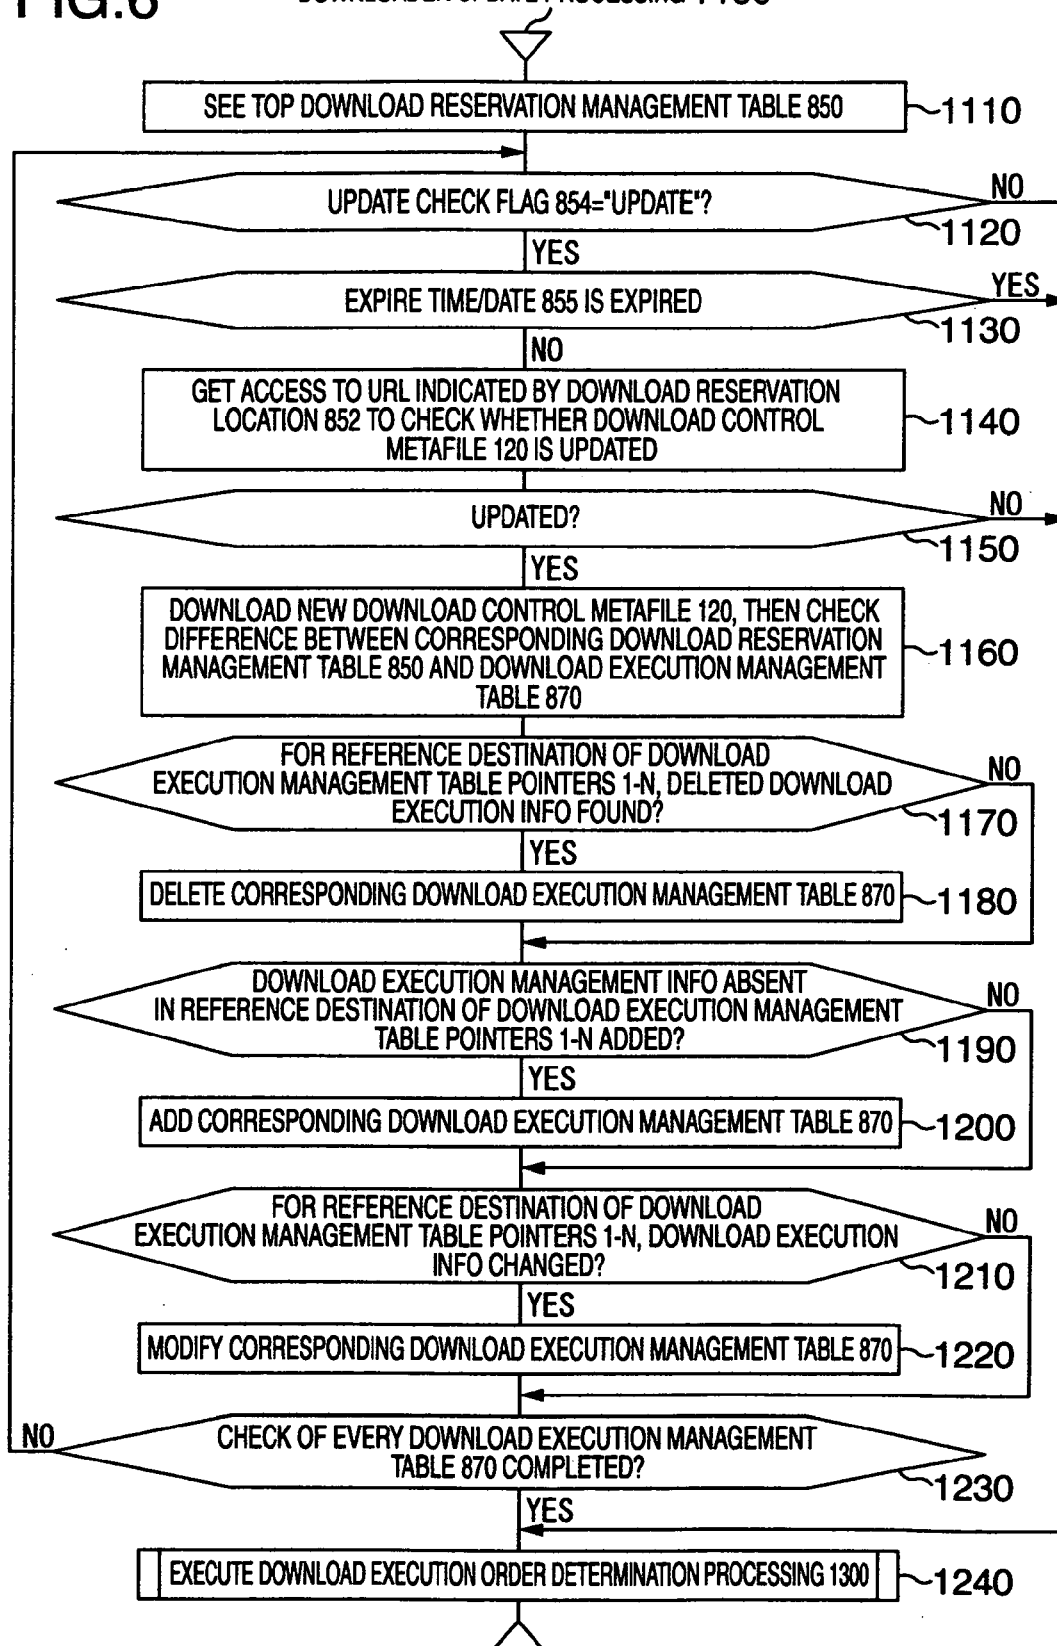 FIG.6
PROCESSING 1100
SEE TOP DOWNLOAD RESERVATION MANAGEMENT TABLE 850
1110
UPDATE CHECK FLAG 854="UPDATE"?
NO
1120
YES
EXPIRE TIME/DATE 855 IS EXPIRED
YES
1130
NO
GET ACCESS TO URL INDICATED BY DOWNLOAD RESERVATION
LOCATION 852 TO CHECK WHETHER DOWNLOAD CONTROL
METAFILE 120 IS UPDATED
1140
UPDATED?
NO
1150
YES
DOWNLOAD NEW DOWNLOAD CONTROL METAFILE 120, THEN CHECK
DIFFERENCE BETWEEN CORRESPONDING DOWNLOAD RESERVATION
MANAGEMENT TABLE 850 AND DOWNLOAD EXECUTION MANAGEMENT
TABLE 870
1160
FOR REFERENCE DESTINATION OF DOWNLOAD
EXECUTION MANAGEMENT TABLE POINTERS 1-N, DELETED DOWNLOAD
EXECUTION INFO FOUND?
NO
1170
YES
DELETE CORRESPONDING DOWNLOAD EXECUTION MANAGEMENT TABLE 870
1180
DOWNLOAD EXECUTION MANAGEMENT INFO ABSENT
IN REFERENCE DESTINATION OF DOWNLOAD EXECUTION MANAGEMENT
TABLE POINTERS 1-N ADDED?
NO
1190
YES
ADD CORRESPONDING DOWNLOAD EXECUTION MANAGEMENT TABLE 870
1200
FOR REFERENCE DESTINATION OF DOWNLOAD
EXECUTION MANAGEMENT TABLE POINTERS 1-N, DOWNLOAD EXECUTION
INFO CHANGED?
NO
1210
YES
MODIFY CORRESPONDING DOWNLOAD EXECUTION MANAGEMENT TABLE 870
1220
NO
CHECK OF EVERY DOWNLOAD EXECUTION MANAGEMENT
TABLE 870 COMPLETED?
1230
YES
EXECUTE DOWNLOAD EXECUTION ORDER DETERMINATION PROCESSING 1300
1240